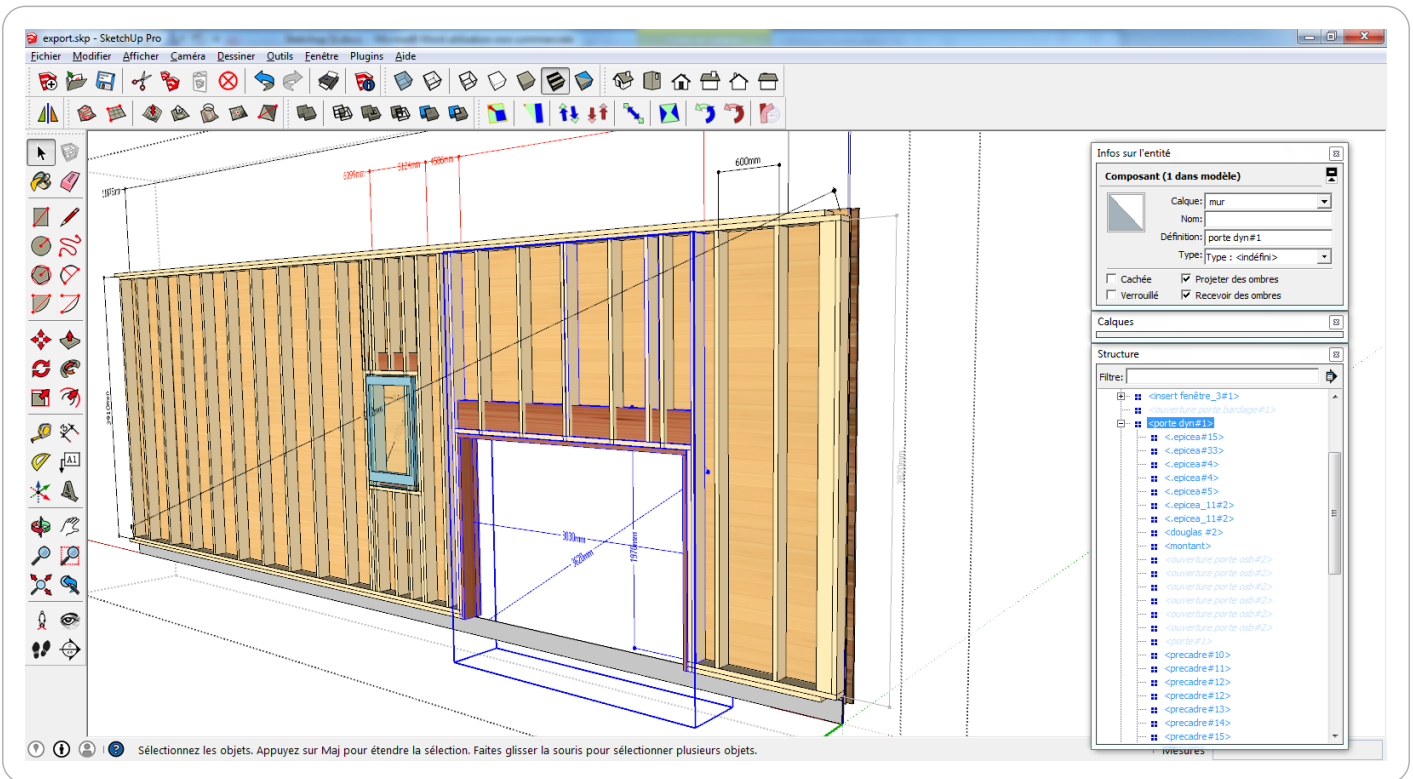 export.skp - SketchUp Pro
Fichier Modifier Afficher Caméra Dessiner Outils Fenêtre Plugins Aide
600mm
3030mm
3620mm
1970mm
A1
Infos sur l'entité
Composant (1 dans modèle)
Calque: mur
Nom:
Définition: porte dyn#1
Type: Type : <indéfini>
Cachée Projeter des ombres
Verrouillé Recevoir des ombres
Calques
Structure
Filtre:
<insert fenêtre_3#1>
<ouverture porte bardage#1>
<porte dyn#1>
<.epicea#15>
<.epicea#33>
<.epicea#4>
<.epicea#4>
<.epicea#5>
<.epicea_11#2>
<.epicea_11#2>
<douglas #2>
<montant>
<ouverture porte osb#2>
<ouverture porte osb#2>
<ouverture porte osb#2>
<ouverture porte osb#2>
<ouverture porte osb#2>
<ouverture porte osb#2>
<porte#1>
<precadre#10>
<precadre#11>
<precadre#12>
<precadre#12>
<precadre#13>
<precadre#14>
<precadre#15>
Sélectionnez les objets. Appuyez sur Maj pour étendre la sélection. Faites glisser la souris pour sélectionner plusieurs objets.
Mesures